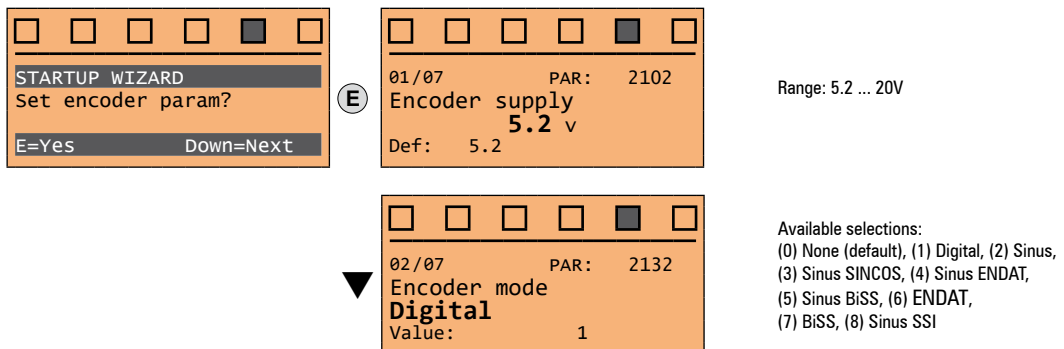 STARTUP WIZARD
Set encoder param?
E=Yes Down=Next
E
01/07 PAR: 2102
Encoder supply
5.2 V
Def: 5.2
Range: 5.2 ... 20V
02/07 PAR: 2132
Encoder mode
Digital
Value: 1
Available selections:
(0) None (default), (1) Digital, (2) Sinus,
(3) Sinus SINCOS, (4) Sinus ENDAT,
(5) Sinus BiSS, (6) ENDAT,
(7) BiSS, (8) Sinus SSI